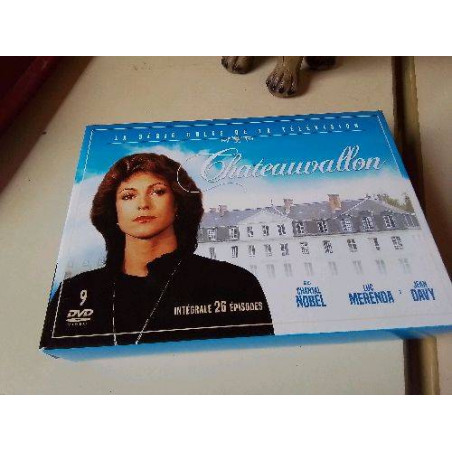 LA SÉRIE CULTE DE LA TÉLÉVISION
Châteauvallon
9
DVD
INTÉGRALE 26 ÉPISODES
CHANTAL NOBEL
LUC MERENDA
JEAN DAVY